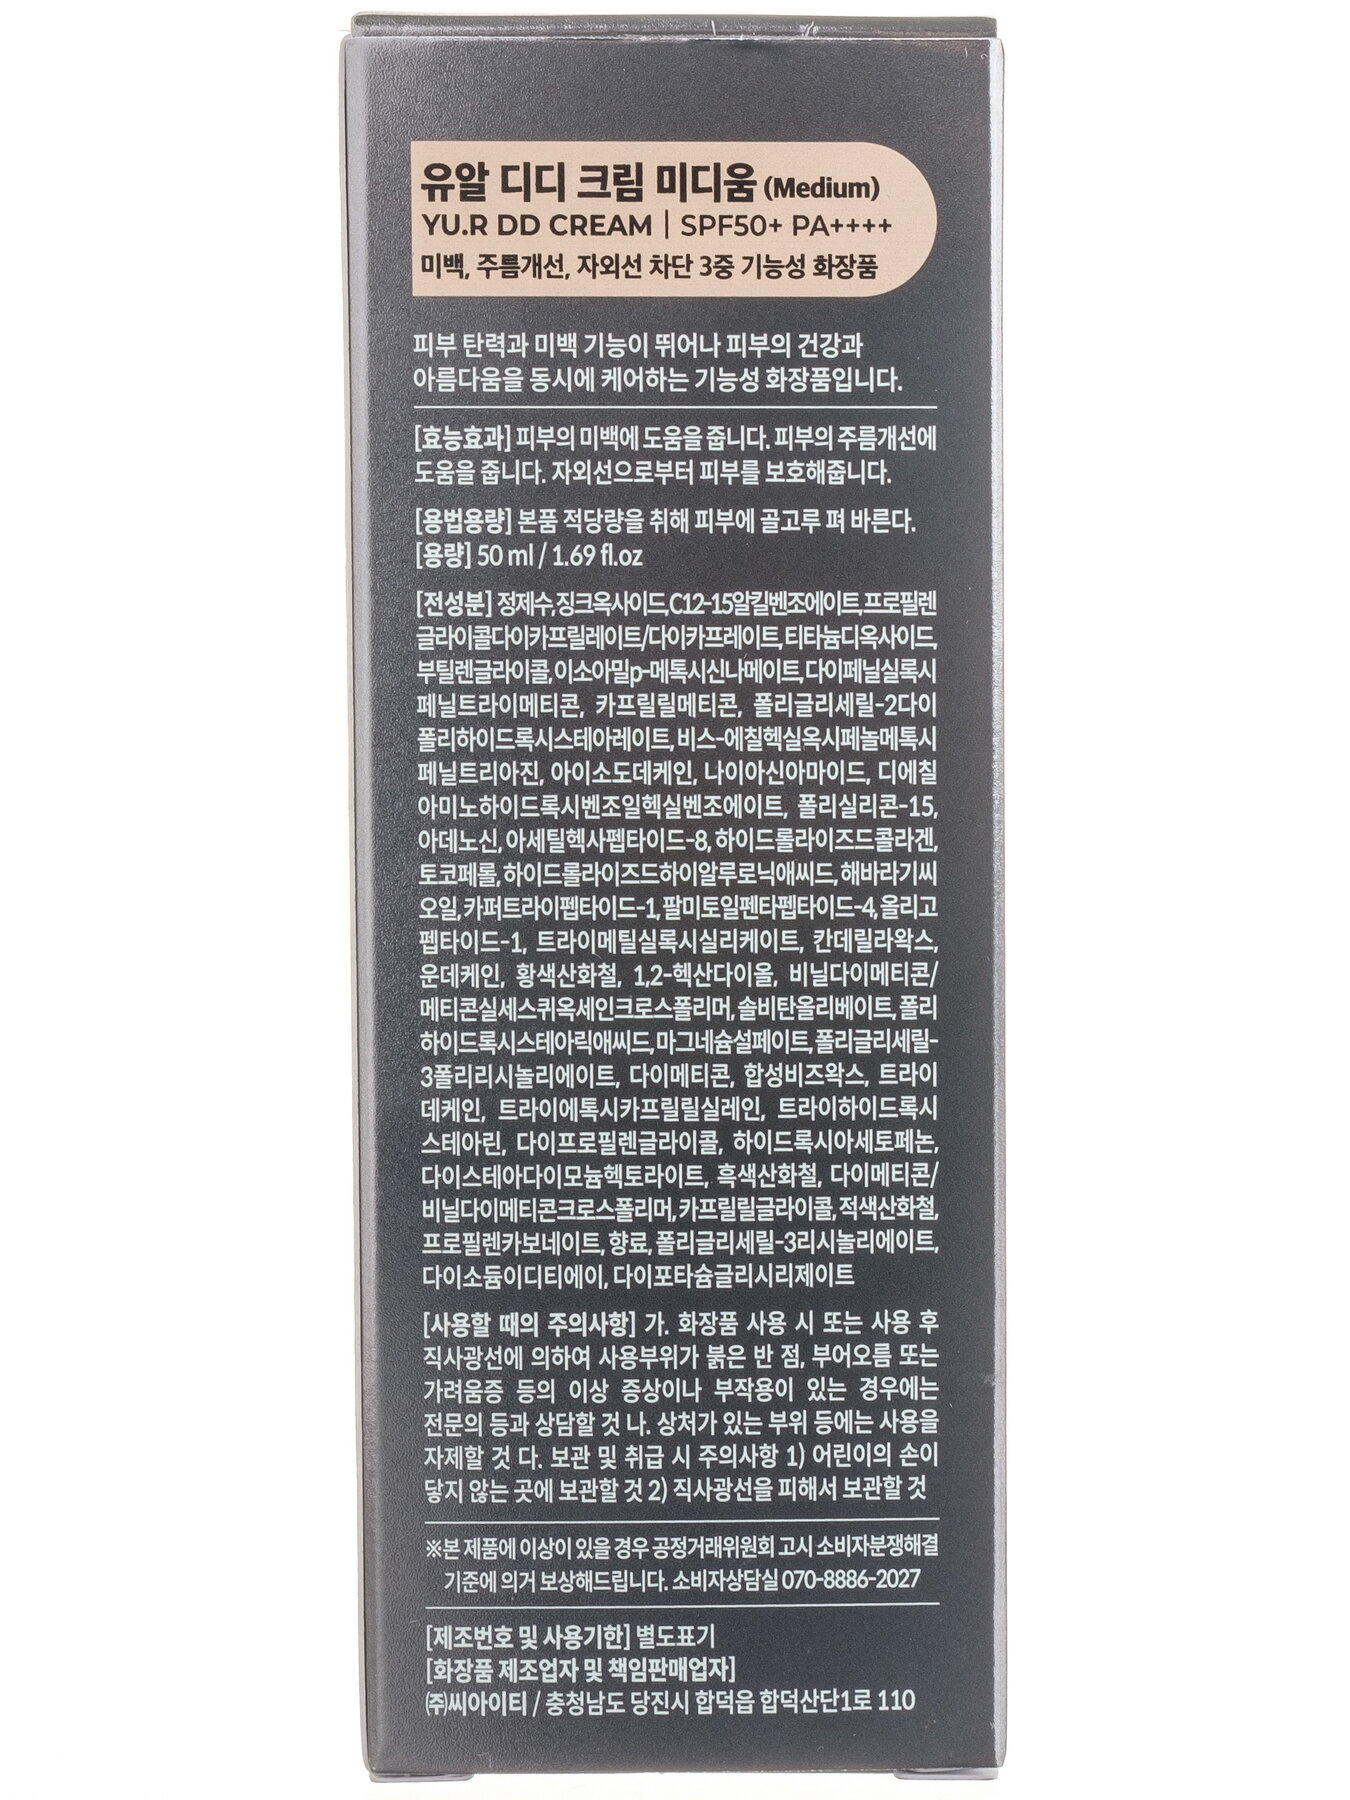 유알 디디 크림 미디움 (Medium)
YU.R DD CREAM | SPF50+ PA++++
미백, 주름개선, 자외선 차단 3중 기능성 화장품
피부 탄력과 미백 기능이 뛰어나 피부의 건강과
아름다움을 동시에 케어하는 기능성 화장품입니다.
[효능효과] 피부의 미백에 도움을 줍니다. 피부의 주름개선에
도움을 줍니다. 자외선으로부터 피부를 보호해줍니다.
[용법용량] 본품 적당량을 취해 피부에 골고루 펴 바른다.
[용량] 50 ml / 1.69 fl.oz
[전성분] 정제수, 징크옥사이드, C12-15알킬벤조에이트, 프로필렌
글라이콜다이카프릴레이트/다이카프레이트, 티타늄디옥사이드,
부틸렌글라이콜, 이소아밀p-메톡시신나메이트, 다이페닐실록시
페닐트라이메티콘, 카프릴릴메티콘, 폴리글리세릴-2다이
폴리하이드록시스테아레이트, 비스-에칠헥실옥시페놀메톡시
페닐트리아진, 아이소도데케인, 나이아신아마이드, 디에칠
아미노하이드록시벤조일헥실벤조에이트, 폴리실리콘-15,
아데노신, 아세틸헥사펩타이드-8, 하이드롤라이즈드콜라겐,
토코페롤, 하이드롤라이즈드하이알루로닉애씨드, 해바라기씨
오일, 카퍼트라이펩타이드-1, 팔미토일펜타펩타이드-4, 올리고
펩타이드-1, 트라이메틸실록시실리케이트, 칸데릴라왁스,
운데케인, 황색산화철, 1,2-헥산다이올, 비닐다이메티콘/
메티콘실세스퀴옥세인크로스폴리머, 솔비탄올리베이트, 폴리
하이드록시스테아릭애씨드, 마그네슘설페이트, 폴리글리세릴-
3폴리리시놀리에이트, 다이메티콘, 합성비즈왁스, 트라이
데케인, 트라이에톡시카프릴릴실레인, 트라이하이드록시
스테아린, 다이프로필렌글라이콜, 하이드록시아세토페논,
다이스테아다이모늄헥토라이트, 흑색산화철, 다이메티콘/
비닐다이메티콘크로스폴리머, 카프릴릴글라이콜, 적색산화철,
프로필렌카보네이트, 향료, 폴리글리세릴-3리시놀리에이트,
다이소듐이디티에이, 다이포타슘글리시리제이트
[사용할 때의 주의사항] 가. 화장품 사용 시 또는 사용 후
직사광선에 의하여 사용부위가 붉은 반 점, 부어오름 또는
가려움증 등의 이상 증상이나 부작용이 있는 경우에는
전문의 등과 상담할 것 나. 상처가 있는 부위 등에는 사용을
자제할 것 다. 보관 및 취급 시 주의사항 1) 어린이의 손이
닿지 않는 곳에 보관할 것 2) 직사광선을 피해서 보관할 것
※본 제품에 이상이 있을 경우 공정거래위원회 고시 소비자분쟁해결
기준에 의거 보상해드립니다. 소비자상담실 070-8886-2027
[제조번호 및 사용기한] 별도표기
[화장품 제조업자 및 책임판매업자]
㈜씨아이티 / 충청남도 당진시 합덕읍 합덕산단1로 110